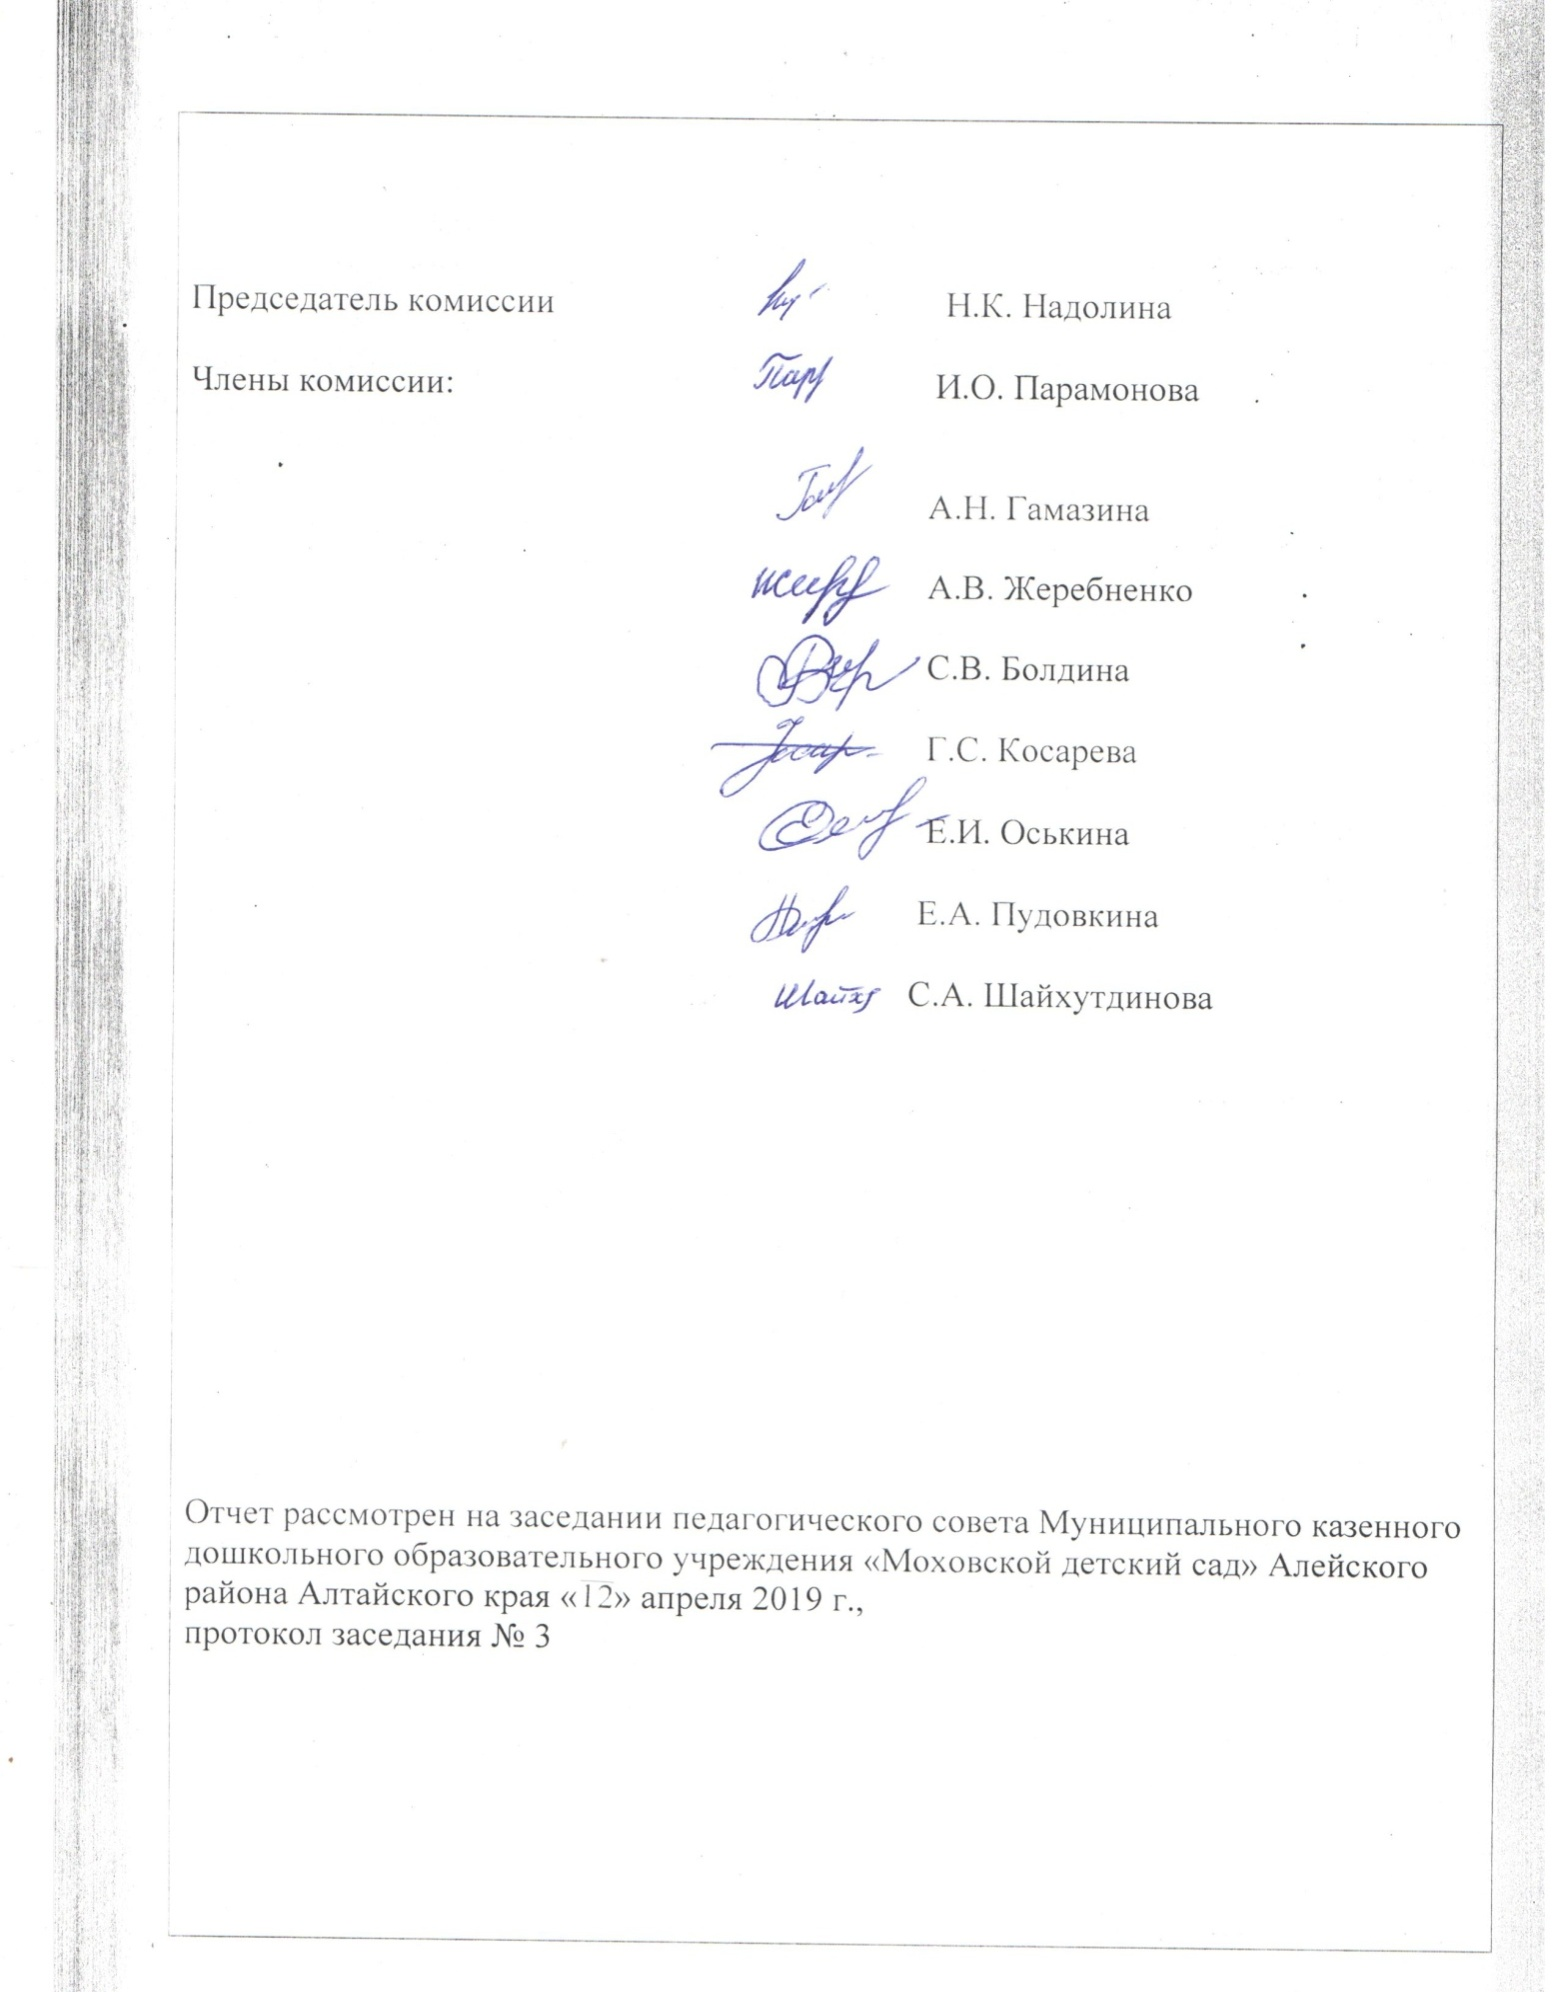 Председатель комиссии Н.К. Надолина
Члены комиссии: Пар И.О. Парамонова
А.Н. Гамазина
А.В. Жеребненко
С.В. Болдина
Г.С. Косарева
Е.И. Оськина
Е.А. Пудовкина
Шайх С.А. Шайхутдинова
Отчет рассмотрен на заседании педагогического совета Муниципального казенного
дошкольного образовательного учреждения «Моховской детский сад» Алейского
района Алтайского края «12» апреля 2019 г.,
протокол заседания № 3